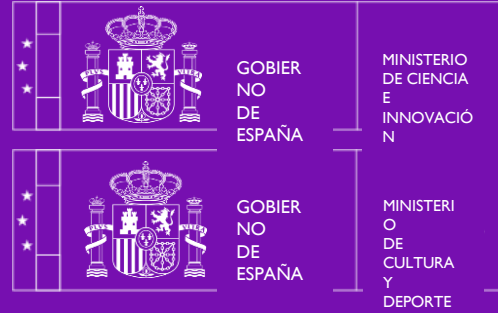 PLVS VLTRA
GOBIER
NO
DE
ESPAÑA
MINISTERIO
DE CIENCIA
E
INNOVACIÓ
N
PLVS VLTRA
GOBIER
NO
DE
ESPAÑA
MINISTERI
O
DE
CULTURA
Y
DEPORTE